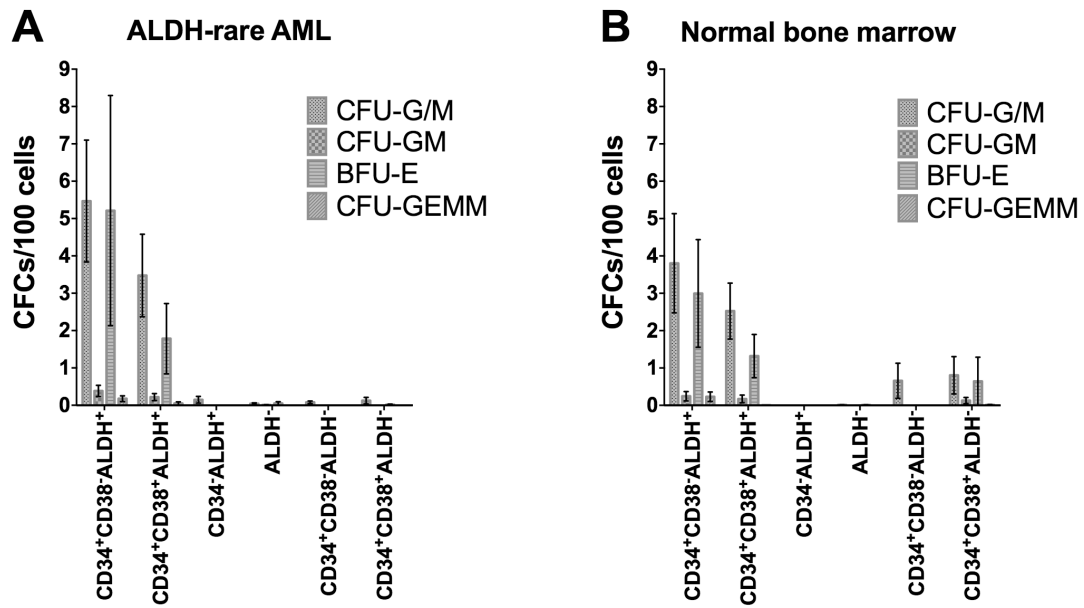 A
ALDH-rare AML
CFCs/100 cells
9
8
7
6
5
4
3
2
1
0
CFU-G/M
CFU-GM
BFU-E
CFU-GEMM
CD34⁺CD38⁻ALDH⁺
CD34⁺CD38⁺ALDH⁺
CD34⁻ALDH⁺
ALDH⁻
CD34⁺CD38⁻ALDH⁻
CD34⁺CD38⁺ALDH⁻
B
Normal bone marrow
CFCs/100 cells
9
8
7
6
5
4
3
2
1
0
CFU-G/M
CFU-GM
BFU-E
CFU-GEMM
CD34⁺CD38⁻ALDH⁺
CD34⁺CD38⁺ALDH⁺
CD34⁻ALDH⁺
ALDH⁻
CD34⁺CD38⁻ALDH⁻
CD34⁺CD38⁺ALDH⁻